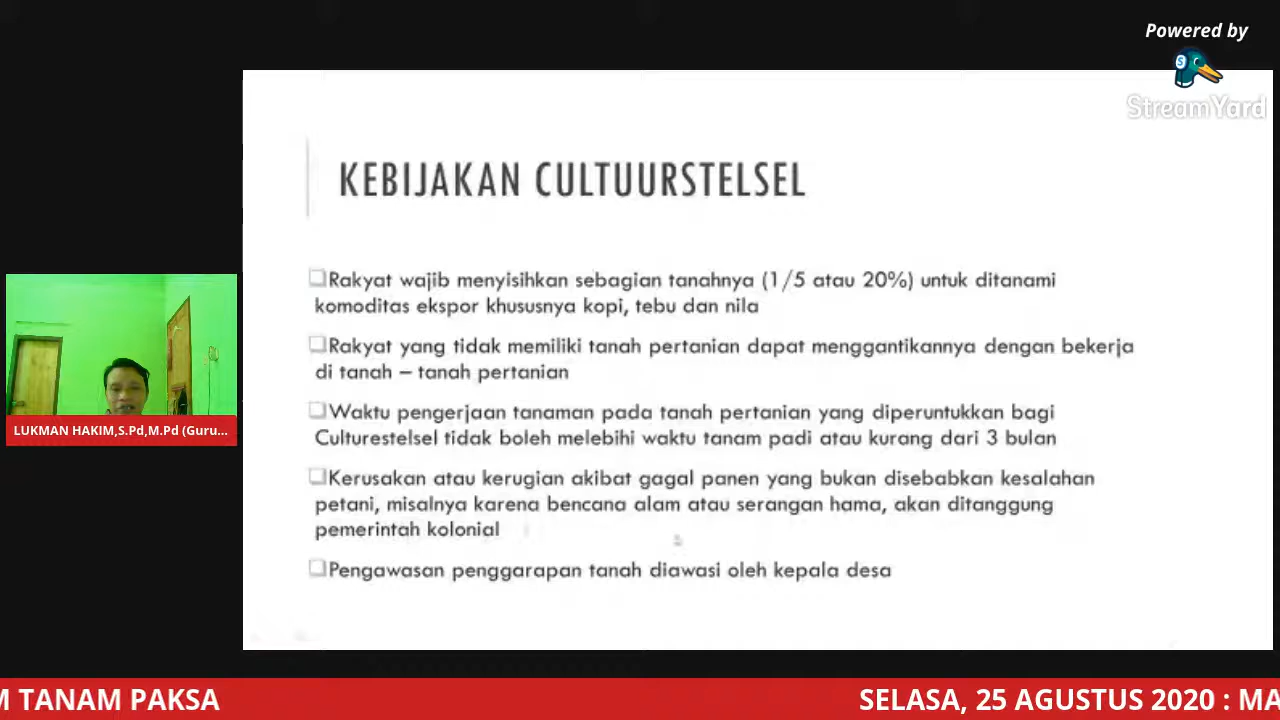 Powered by
StreamYard
KEBIJAKAN CULTUURSTELSEL
Rakyat wajib menyisihkan sebagian tanahnya (1/5 atau 20%) untuk ditanami
komoditas ekspor khususnya kopi, tebu dan nila
Rakyat yang tidak memiliki tanah pertanian dapat menggantikannya dengan bekerja
di tanah – tanah pertanian
Waktu pengerjaan tanaman pada tanah pertanian yang diperuntukkan bagi
Culturestelsel tidak boleh melebihi waktu tanam padi atau kurang dari 3 bulan
Kerusakan atau kerugian akibat gagal panen yang bukan disebabkan kesalahan
petani, misalnya karena bencana alam atau serangan hama, akan ditanggung
pemerintah kolonial
Pengawasan penggarapan tanah diawasi oleh kepala desa
LUKMAN HAKIM,S.Pd,M.Pd (Guru...
M TANAM PAKSA SELASA, 25 AGUSTUS 2020 : MA